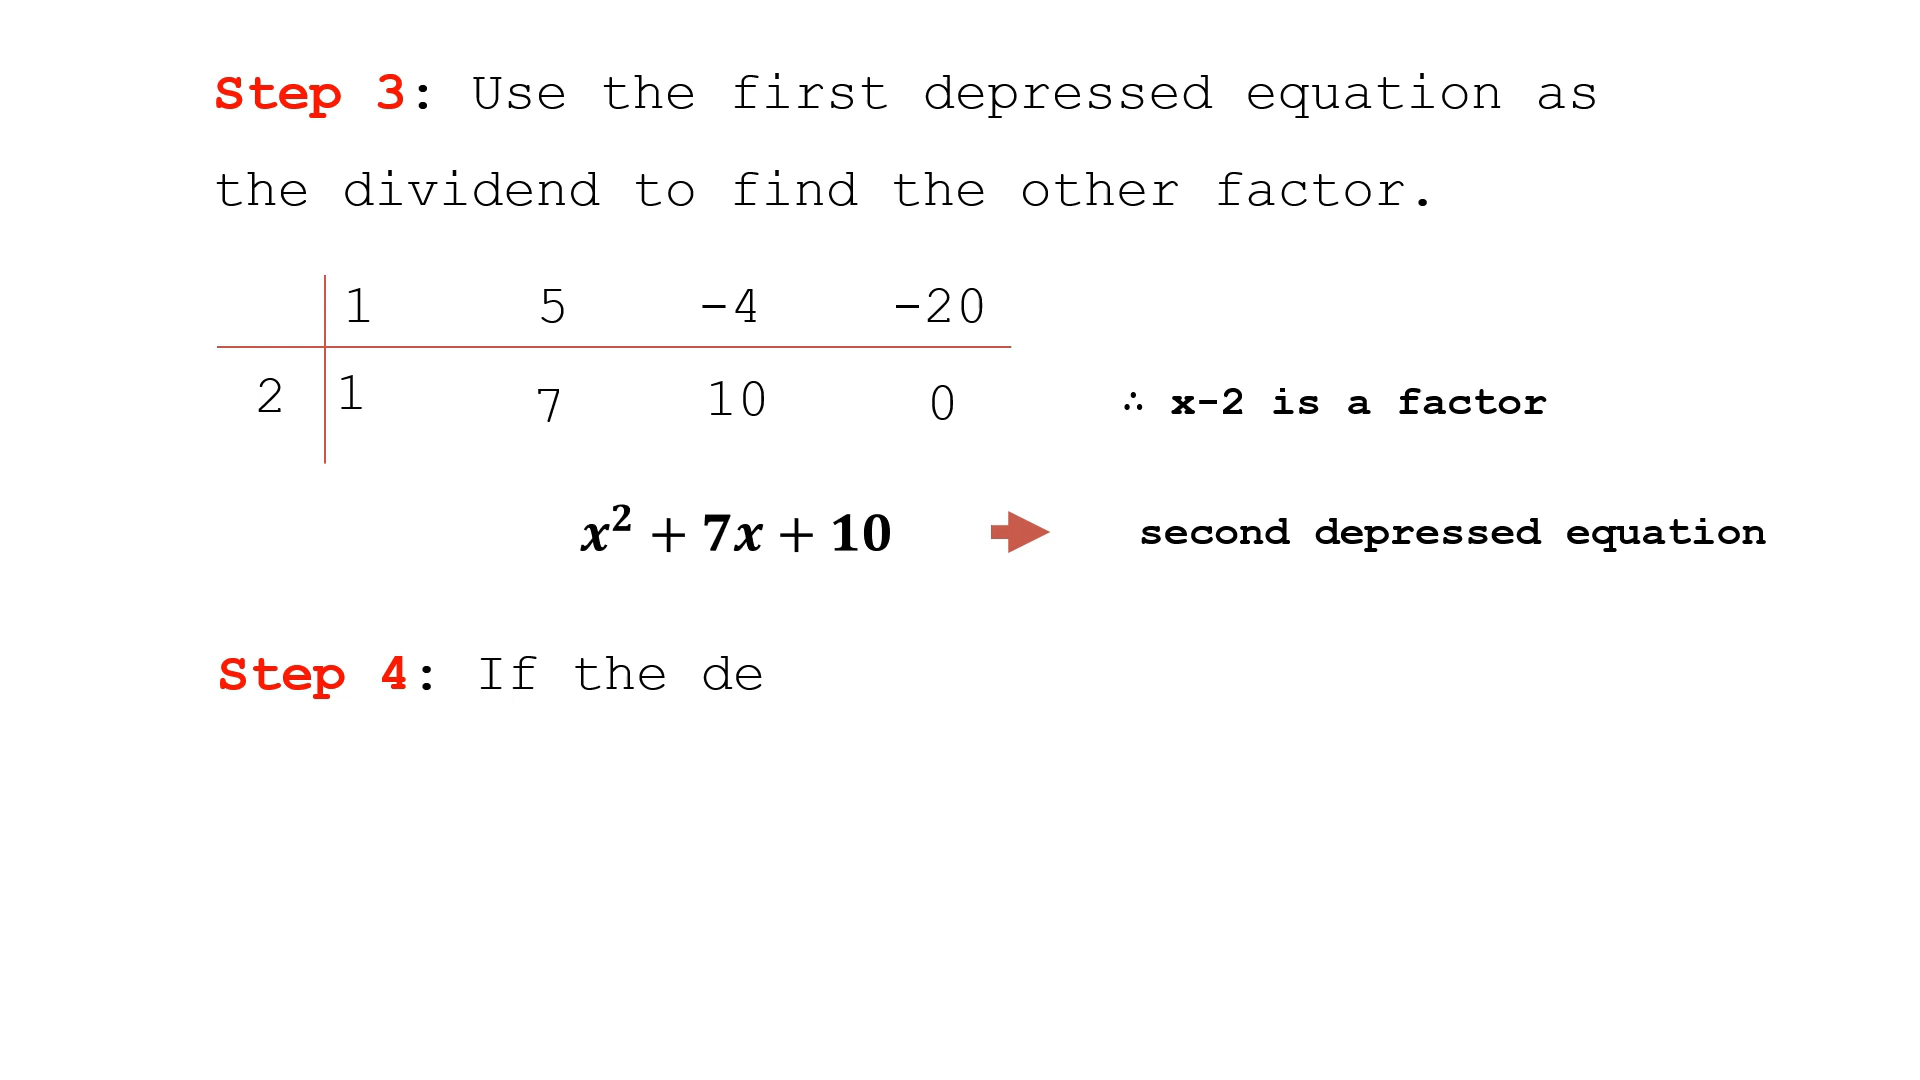 Step 3: Use the first depressed equation as
the dividend to find the other factor.
1 5 -4 -20
2 1 7 10 0 ∴ x-2 is a factor
x² + 7x + 10 second depressed equation
Step 4: If the de